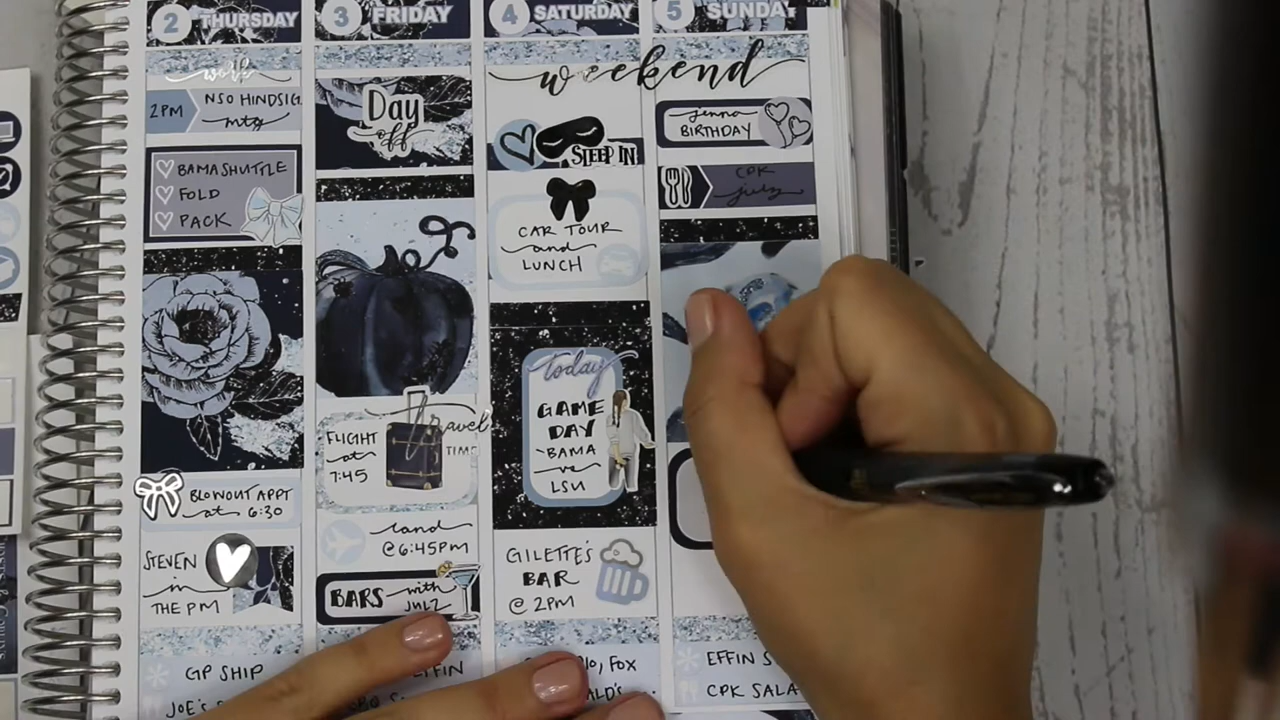 2 THURSDAY
work
2PM NSO HINDSIG.
mtg
BAMA SHUTTLE
FOLD
PACK
BLOWOUT APPT
at 6:30
STEVEN
in
THE PM
GP SHIP
JOE'S
3 FRIDAY
Day
off
travel
TIME
FLIGHT
at
7:45
land
@ 6:45PM
BARS with
4 SATURDAY
weekend
SLEEP IN
CAR TOUR
and
LUNCH
today
GAME
DAY
-BAMA
vs
LSU
GILETTE'S
BAR
@ 2PM
FOX
5 SUNDAY
jenna
BIRTHDAY
CPK
EFFIN
CPK SALA